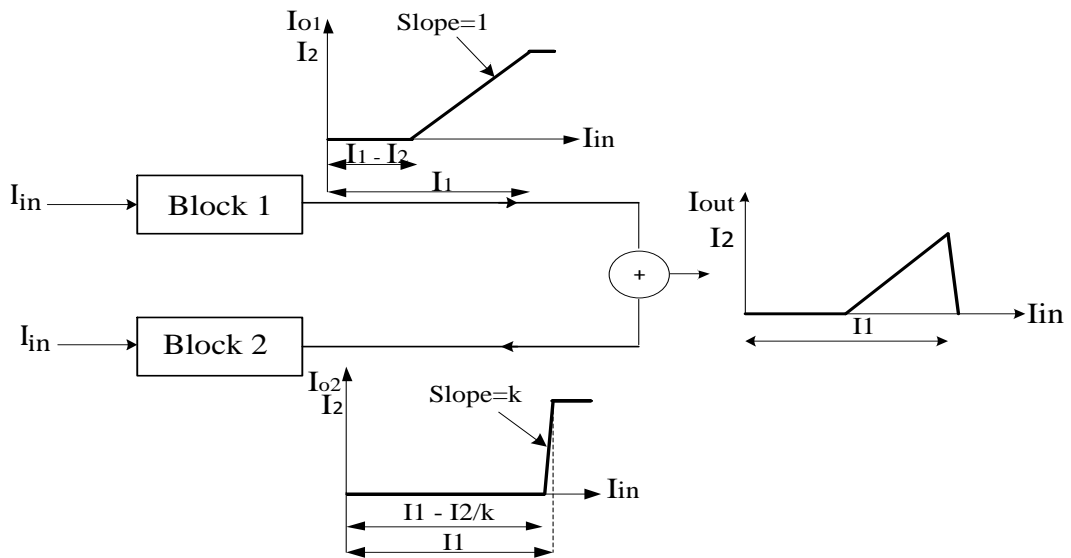 Io1
I2
Slope=1
Iin
I1 - I2
I1
Iin
Block 1
Iout
I2
+
Iin
I1
Iin
Block 2
Io2
I2
Slope=k
Iin
I1 - I2/k
I1